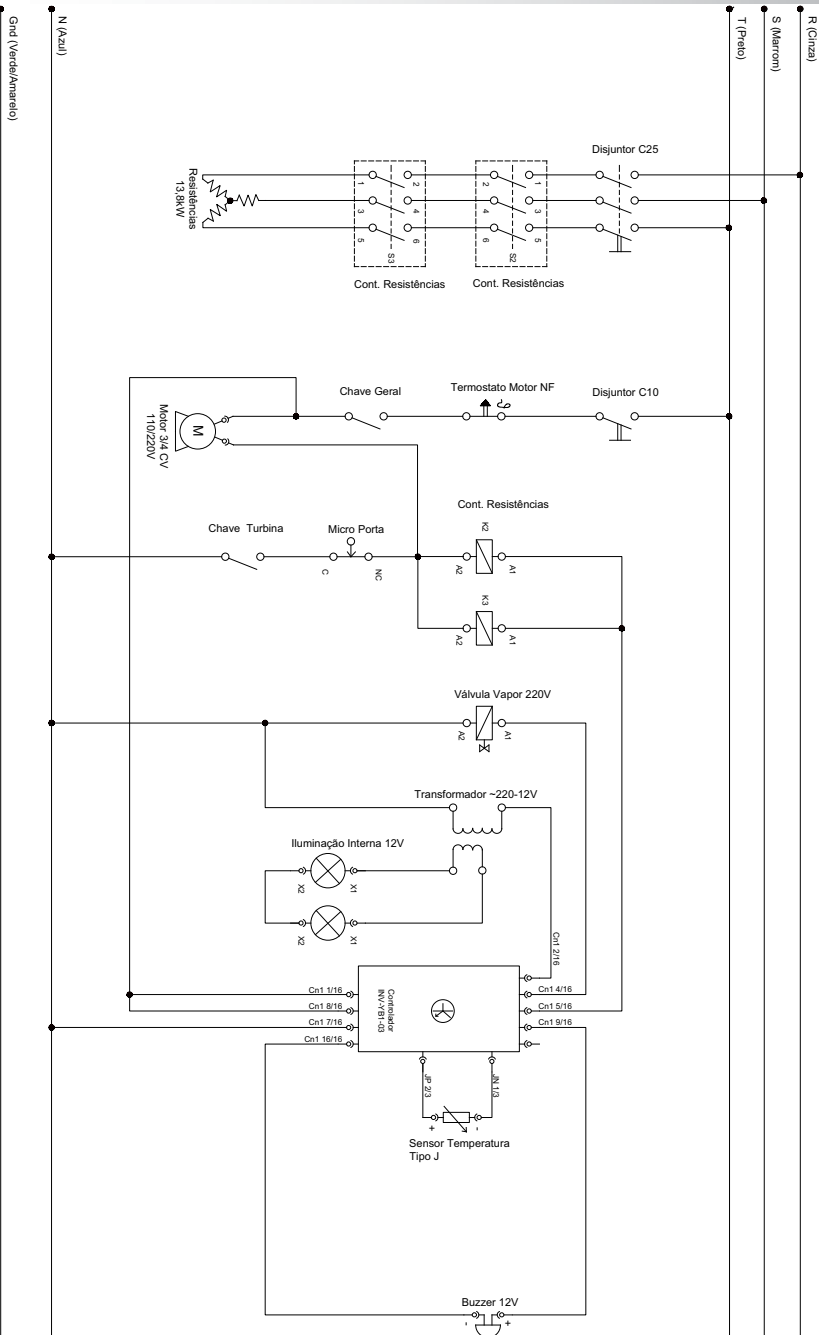 R (Cinza)
S (Marrom)
T (Preto)
N (Azul)
Gnd (Verde/Amarelo)
Disjuntor C25
1
3
5
2
4
6
S2
2
4
6
1
3
5
S3
Cont. Resistências
Cont. Resistências
Resistências
13,8kW
Disjuntor C10
Termostato Motor NF
Chave Geral
M
Motor 3/4 CV
110/220V
Cont. Resistências
K2
A2
A1
K3
A2
A1
Chave Turbina
Micro Porta
C
NC
Válvula Vapor 220V
A2
A1
Transformador ~220-12V
Iluminação Interna 12V
X2
X1
X2
X1
Cn1 2/16
Cn1 4/16
Cn1 5/16
Cn1 9/16
Cn1 1/16
Cn1 8/16
Cn1 7/16
Cn1 16/16
Controlador
INV-YB1-03
JP 2/3
JN 1/3
+
-
Sensor Temperatura
Tipo J
Buzzer 12V
-
+